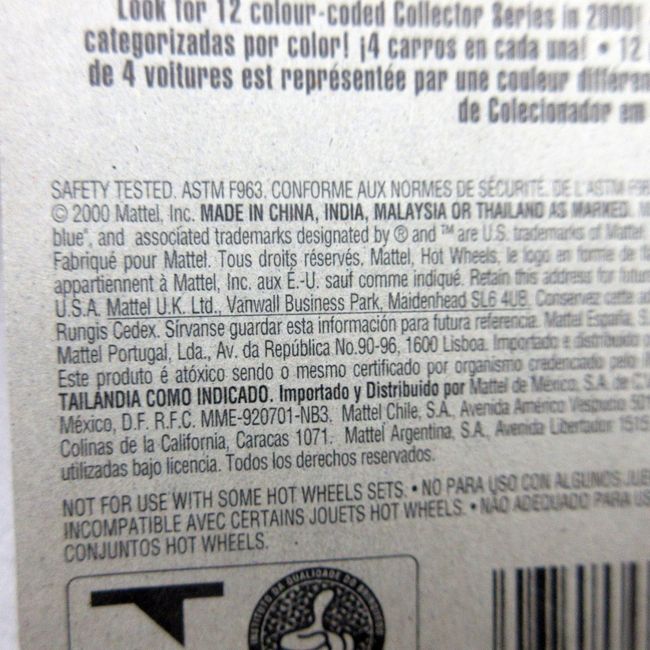 Look for 12 colour-coded Collector Series in 2000!
categorizadas por color! ¡4 carros en cada una! • 12
de 4 voitures est représentée par une couleur
de Colecionador em
SAFETY TESTED. ASTM F963. CONFORME AUX NORMES DE SÉCURITÉ. DE L'ASTM
© 2000 Mattel, Inc. MADE IN CHINA, INDIA, MALAYSIA OR THAILAND AS MARKED.
blue", and associated trademarks designated by ® and ™ are U.S. trademarks of Mattel
Fabriqué pour Mattel. Tous droits réservés. Mattel, Hot Wheels, le logo en forme de
appartiennent à Mattel, Inc. aux É.-U. sauf comme indiqué. Retain this address for
U.S.A. Mattel U.K. Ltd., Vanwall Business Park, Maidenhead SL6 4UB. Conservez cette
Rungis Cedex. Sírvanse guardar esta información para futura referencia. Mattel España,
Mattel Portugal, Lda., Av. da República No.90-96, 1600 Lisboa. Importado e distribuído
Este produto é atóxico sendo o mesmo certificado por organismo credenciado pelo
TAILÂNDIA COMO INDICADO. Importado y Distribuido por Mattel de México, S.A. de C.V.
México, D.F. R.F.C. MME-920701-NB3. Mattel Chile, S.A., Avenida Américo Vespucio 501
Colinas de la California, Caracas 1071. Mattel Argentina, S.A., Avenida Libertador 1515
utilizadas bajo licencia. Todos los derechos reservados.
NOT FOR USE WITH SOME HOT WHEELS SETS. • NO PARA USO CON ALGUNOS
INCOMPATIBLE AVEC CERTAINS JOUETS HOT WHEELS. • NÃO ADEQUADO PARA
CONJUNTOS HOT WHEELS.
INSTITUTO DA QUALIDADE DO BRINQUEDO